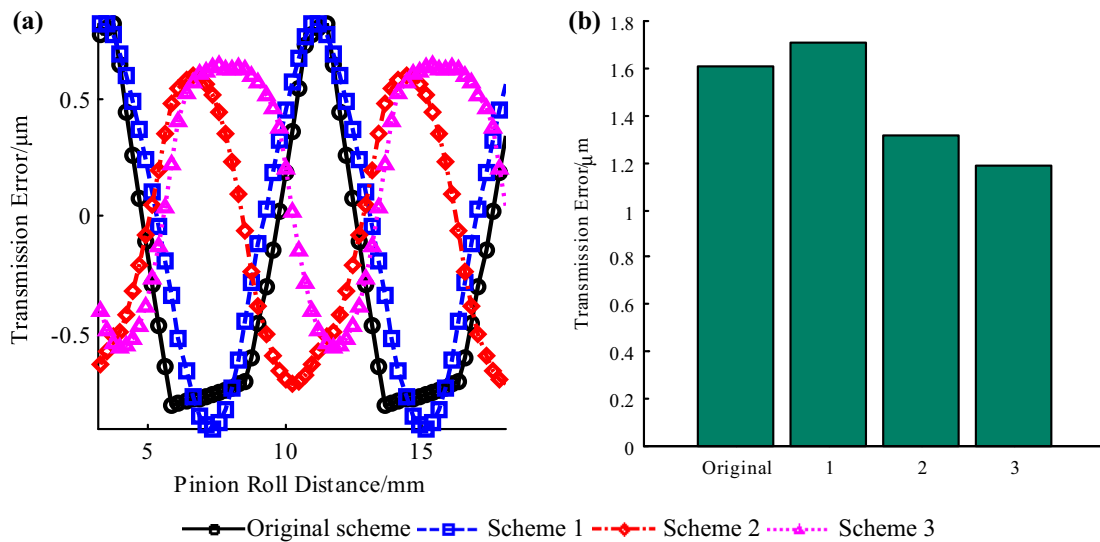 (a)
Transmission Error/μm
0.5
0
-0.5
5
10
15
Pinion Roll Distance/mm
(b)
Transmission Error/μm
1.8
1.6
1.4
1.2
1
0.8
0.6
0.4
0.2
0
Original
1
2
3
Original scheme
Scheme 1
Scheme 2
Scheme 3